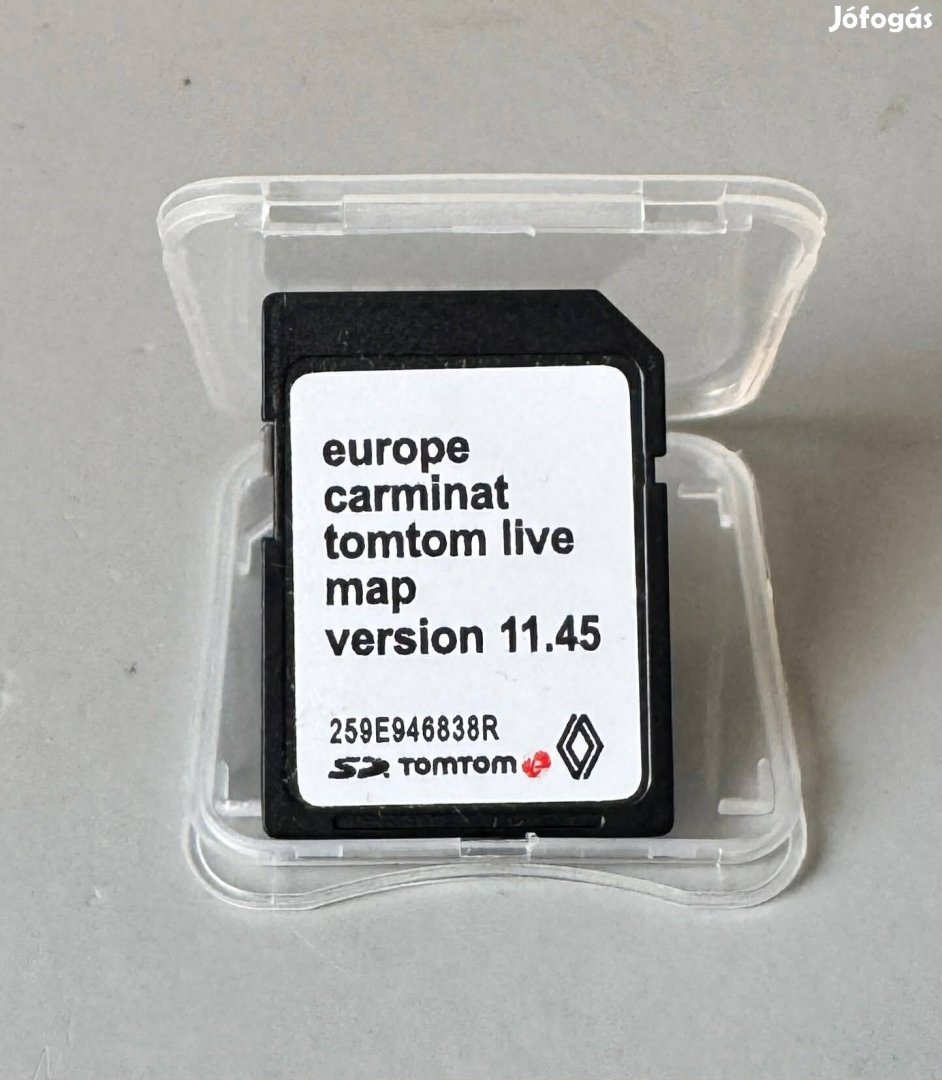 Jófogás
europe
carminat
tomtom live
map
version 11.45
259E946838R
SD TOMTOM